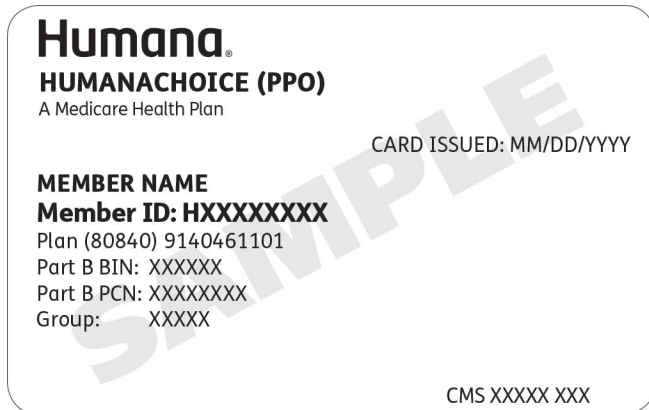 Humana®
HUMANACHOICE (PPO)
A Medicare Health Plan
CARD ISSUED: MM/DD/YYYY
MEMBER NAME
Member ID: HXXXXXXXX
Plan (80840) 9140461101
Part B BIN: XXXXXX
Part B PCN: XXXXXXXX
Group: XXXXX
SAMPLE
CMS XXXXX XXX